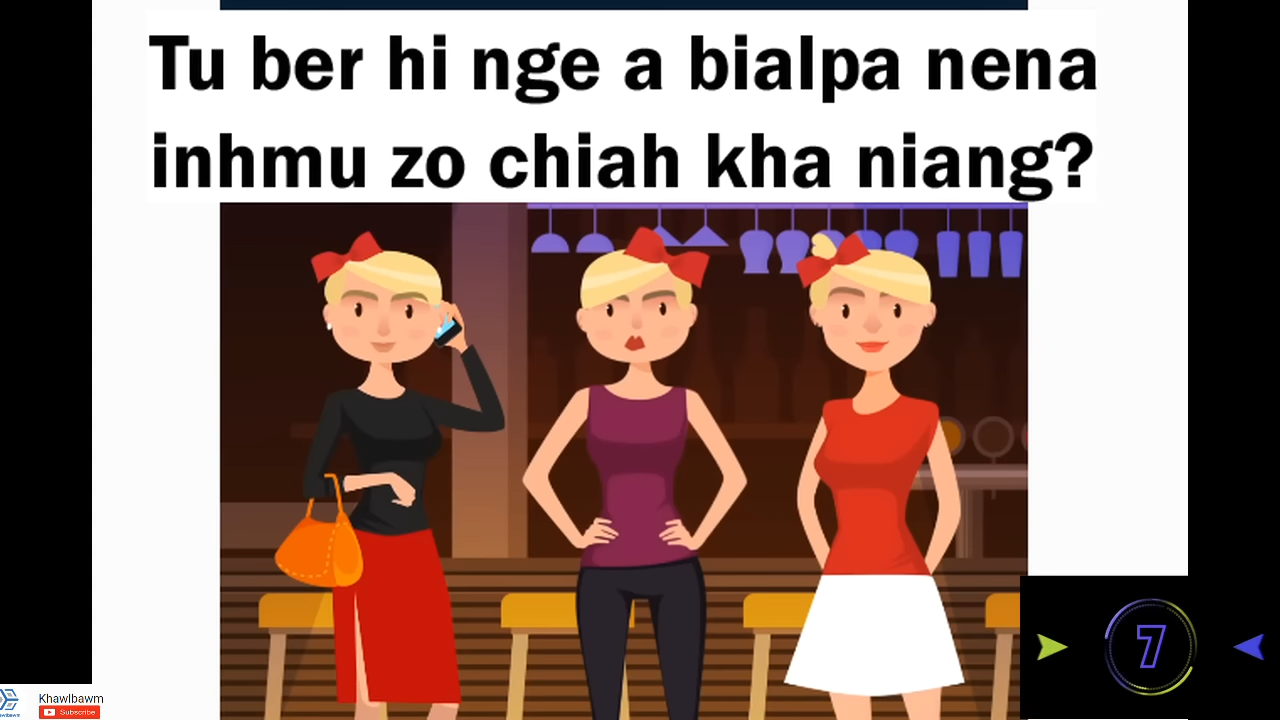 Tu ber hi nge a bialpa nena
inhmu zo chiah kha niang?
7
Khawlbawm
Subscribe